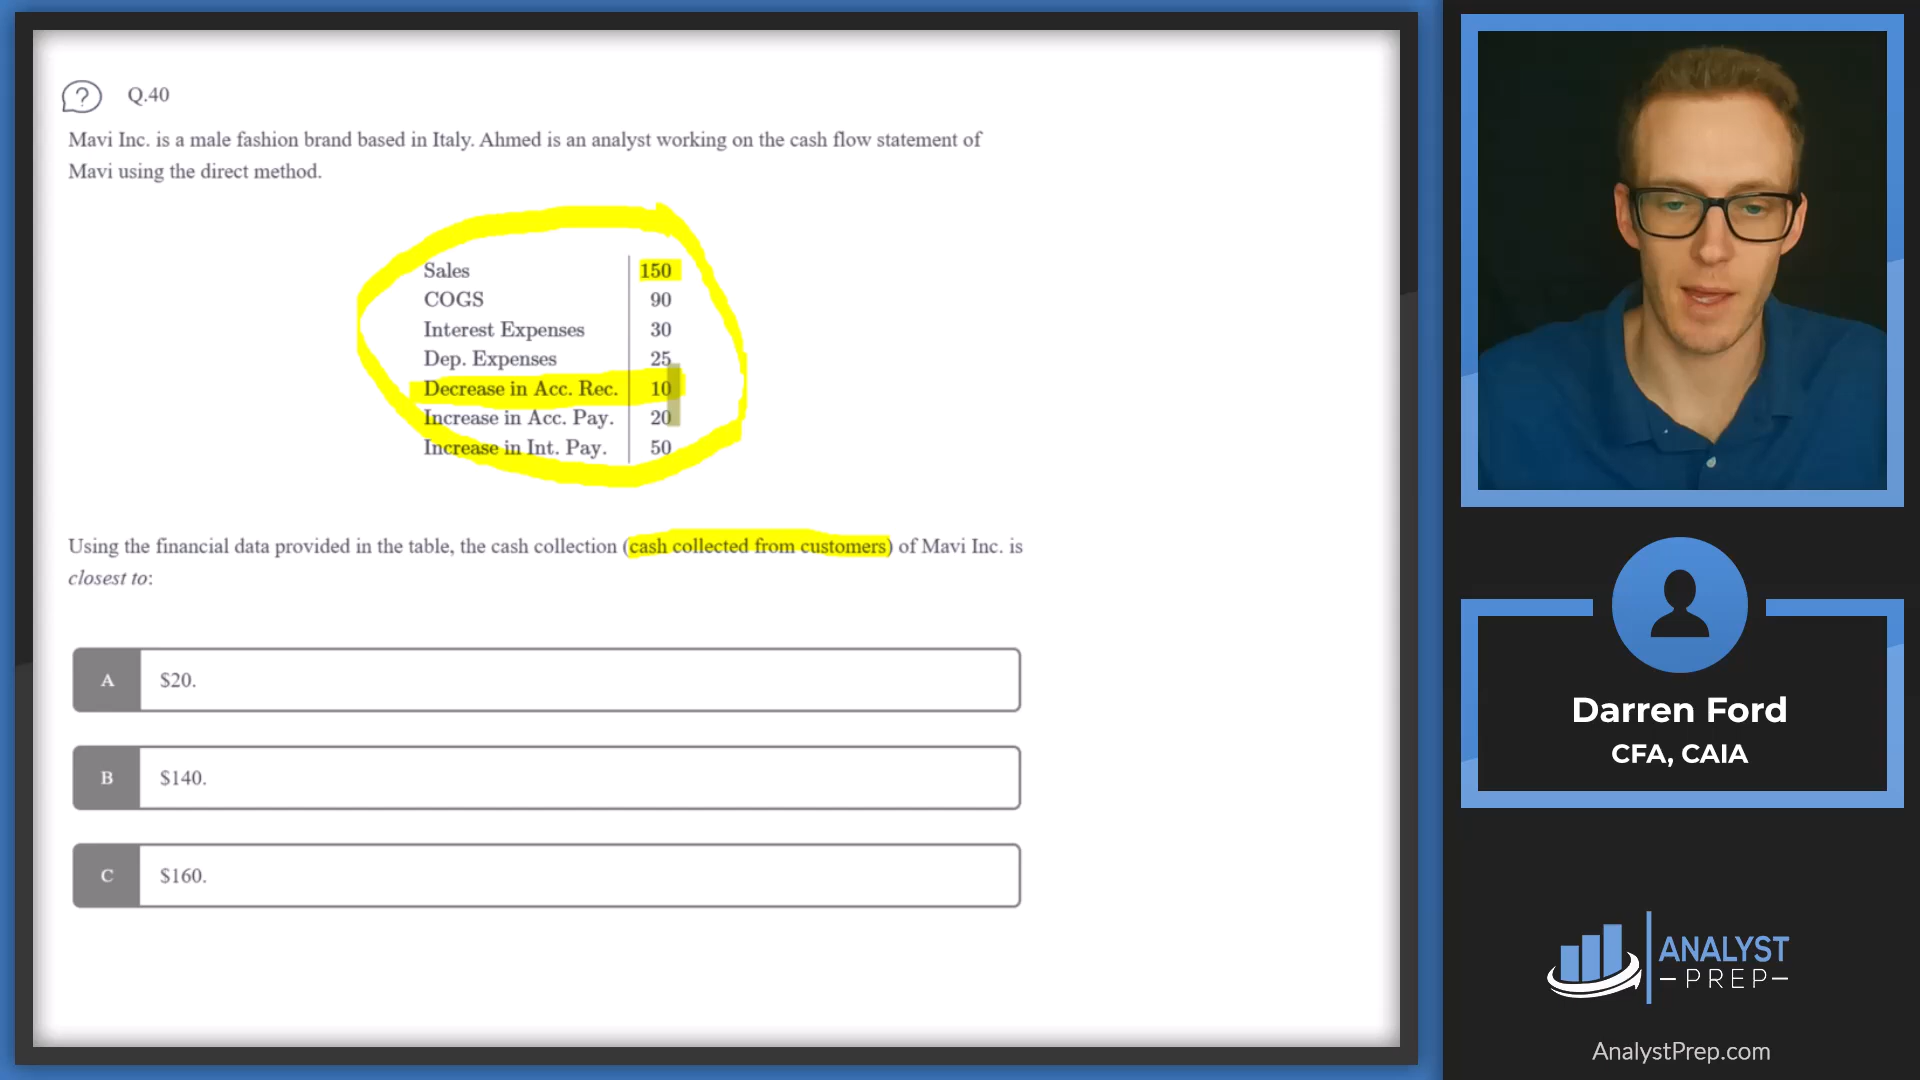 Q.40
Mavi Inc. is a male fashion brand based in Italy. Ahmed is an analyst working on the cash flow statement of
Mavi using the direct method.
Sales 150
COGS 90
Interest Expenses 30
Dep. Expenses 25
Decrease in Acc. Rec. 10
Increase in Acc. Pay. 20
Increase in Int. Pay. 50
Using the financial data provided in the table, the cash collection (cash collected from customers) of Mavi Inc. is
closest to:
A $20.
B $140.
C $160.
Darren Ford
CFA, CAIA
ANALYST
PREP
AnalystPrep.com